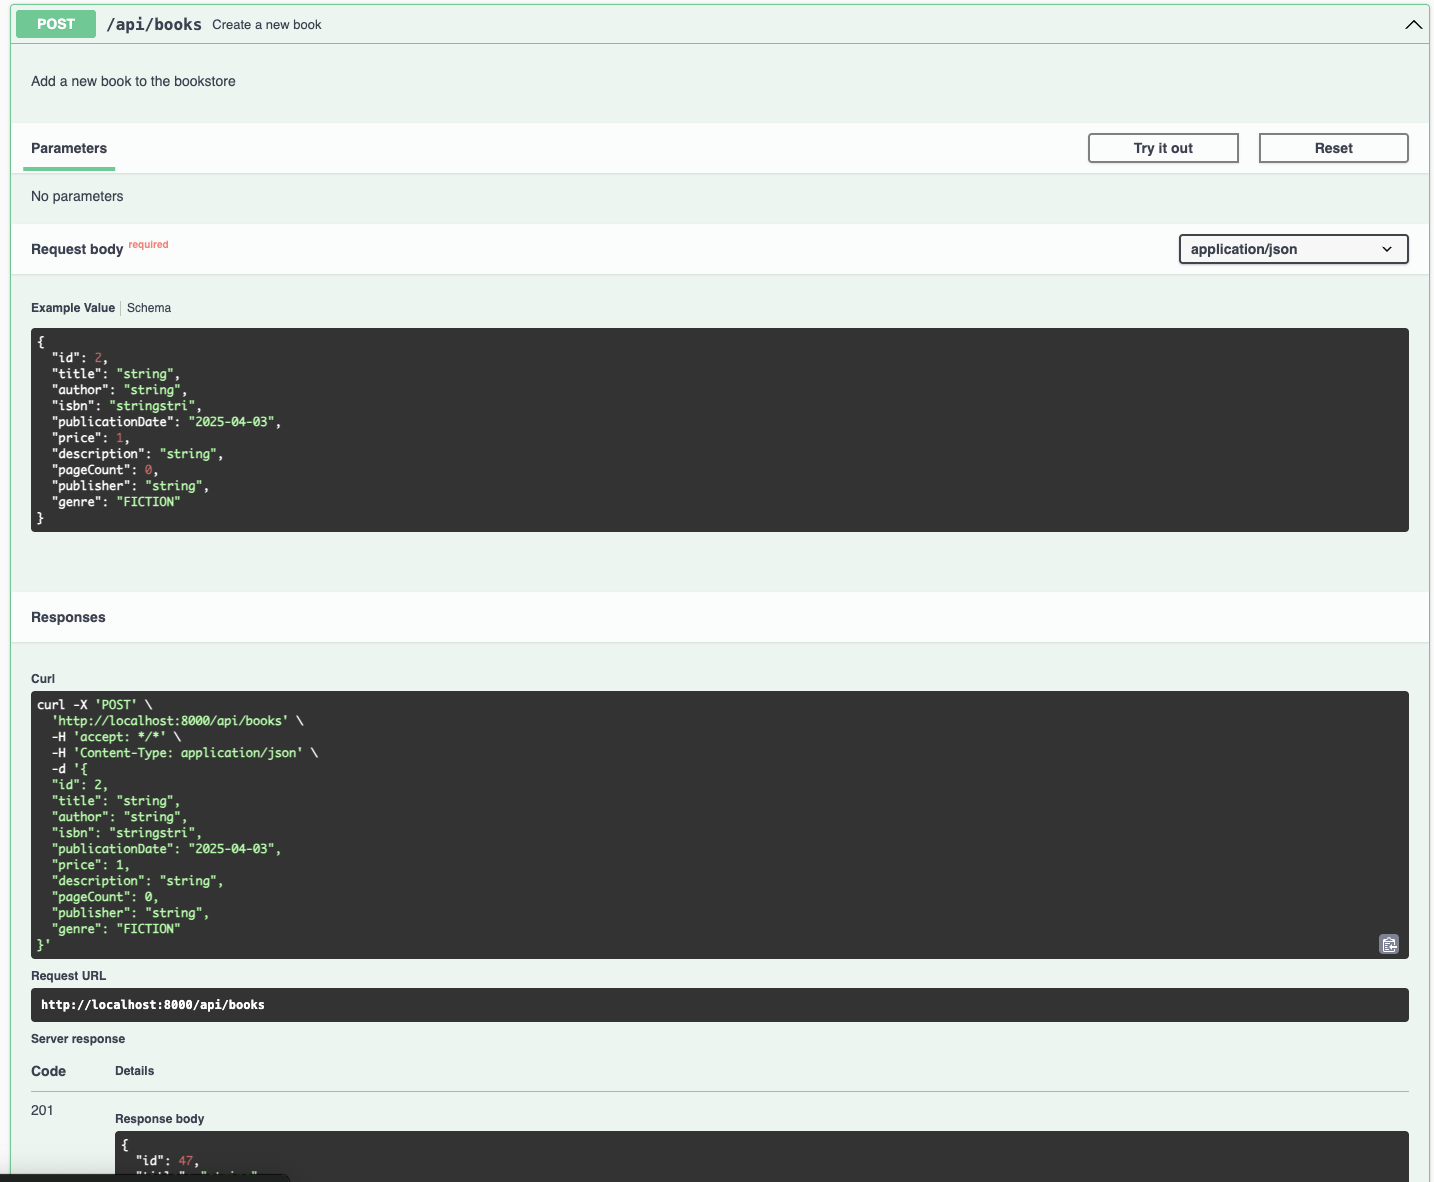 POST /api/books Create a new book
Add a new book to the bookstore
Parameters Try it out Reset
No parameters
Request body required application/json
Example Value Schema
{
  "id": 2,
  "title": "string",
  "author": "string",
  "isbn": "stringstri",
  "publicationDate": "2025-04-03",
  "price": 1,
  "description": "string",
  "pageCount": 0,
  "publisher": "string",
  "genre": "FICTION"
}
Responses
Curl
curl -X 'POST' \
  'http://localhost:8000/api/books' \
  -H 'accept: */*' \
  -H 'Content-Type: application/json' \
  -d '{
  "id": 2,
  "title": "string",
  "author": "string",
  "isbn": "stringstri",
  "publicationDate": "2025-04-03",
  "price": 1,
  "description": "string",
  "pageCount": 0,
  "publisher": "string",
  "genre": "FICTION"
}'
Request URL
http://localhost:8000/api/books
Server response
Code Details
201
Response body
{
  "id": 47,